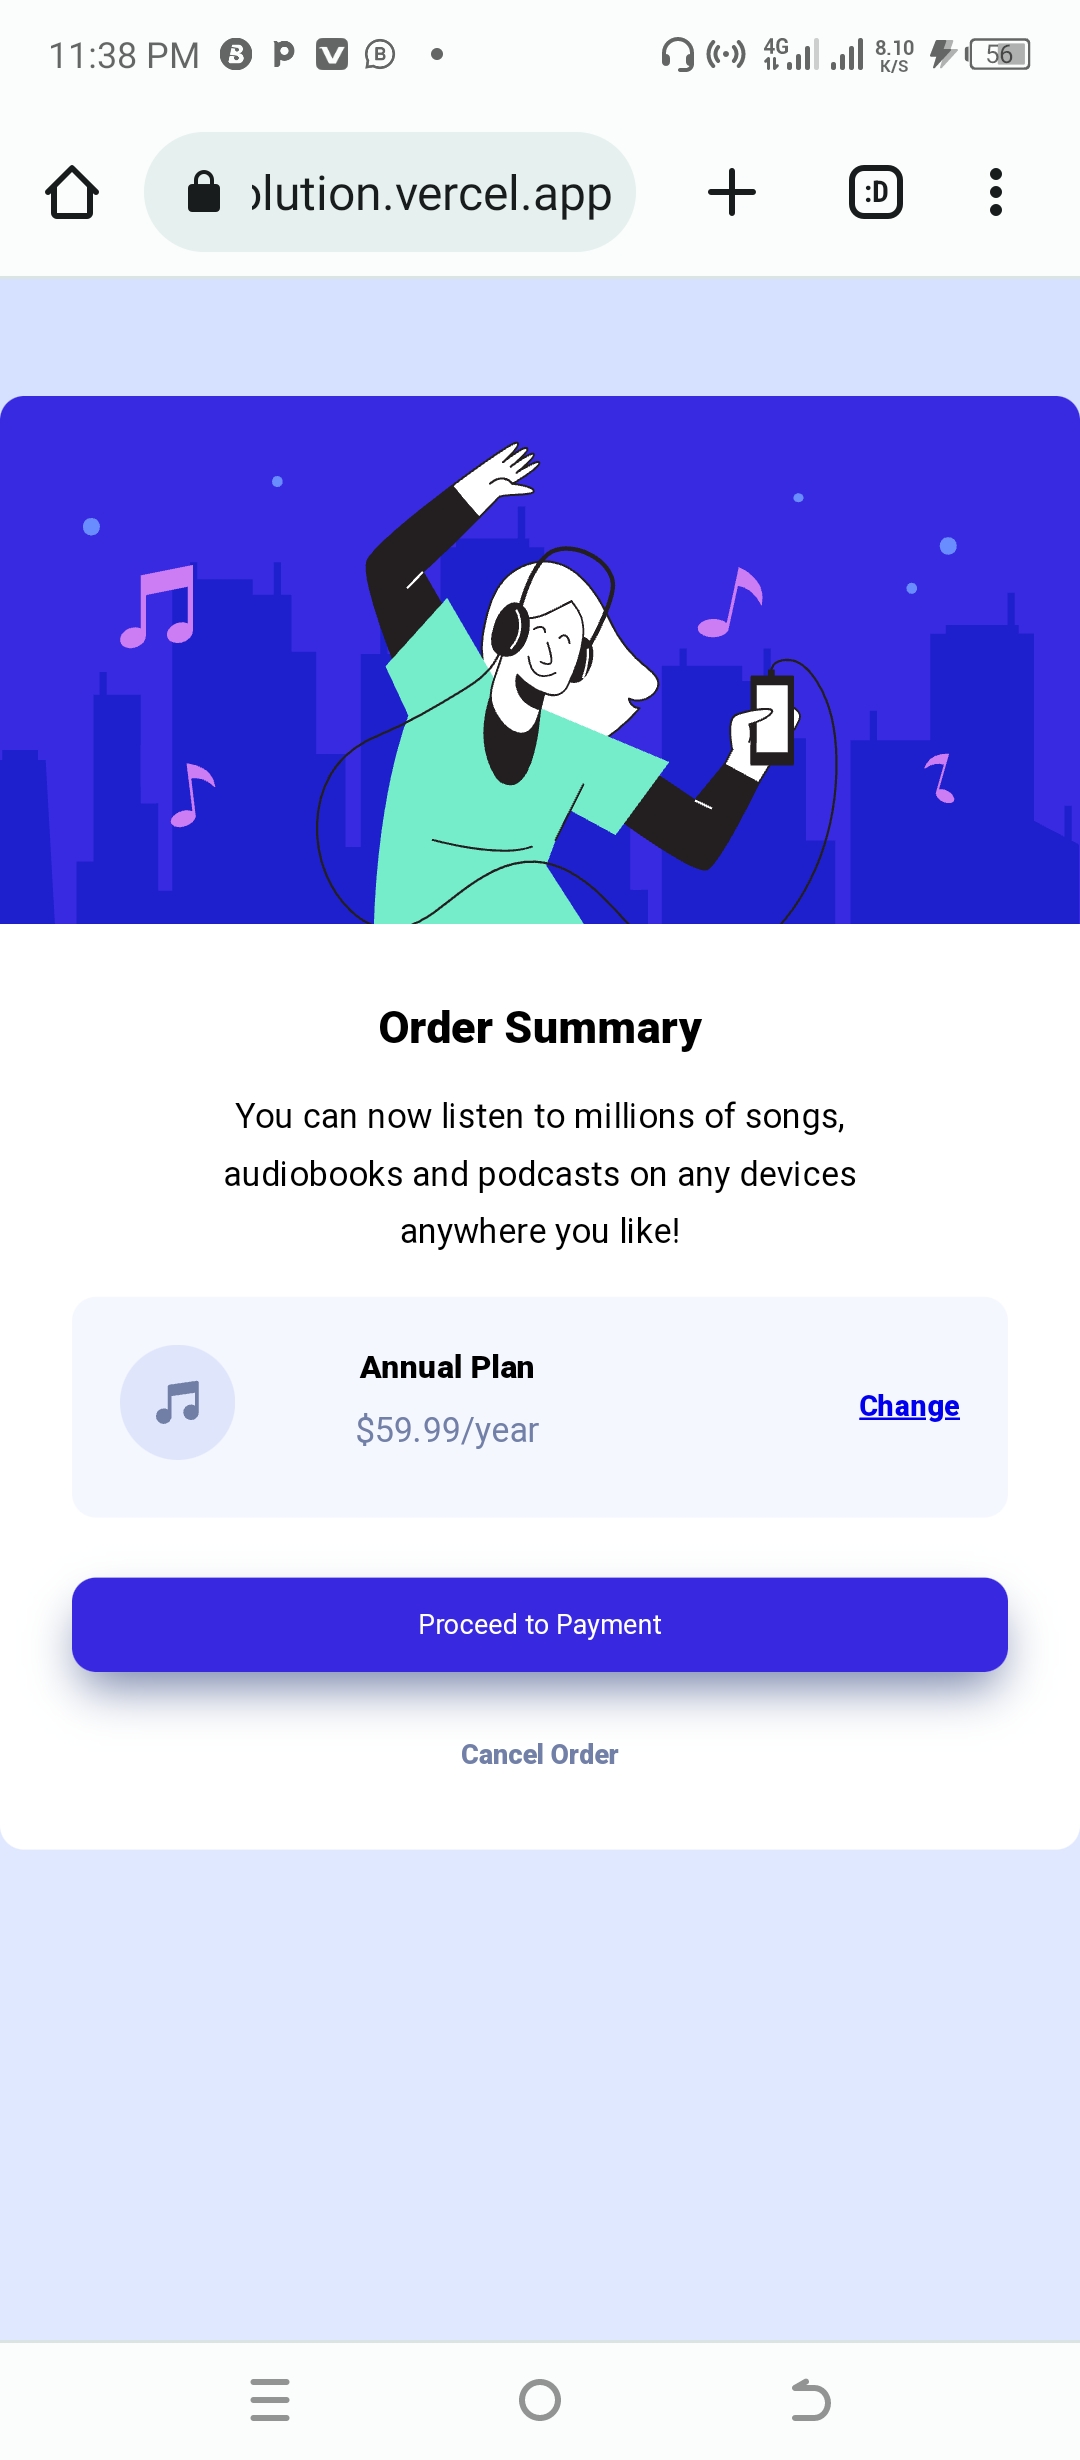 11:38 PM
4G
8.10
K/S
56
olution.vercel.app
:D
Order Summary
You can now listen to millions of songs,
audiobooks and podcasts on any devices
anywhere you like!
Annual Plan
$59.99/year
Change
Proceed to Payment
Cancel Order